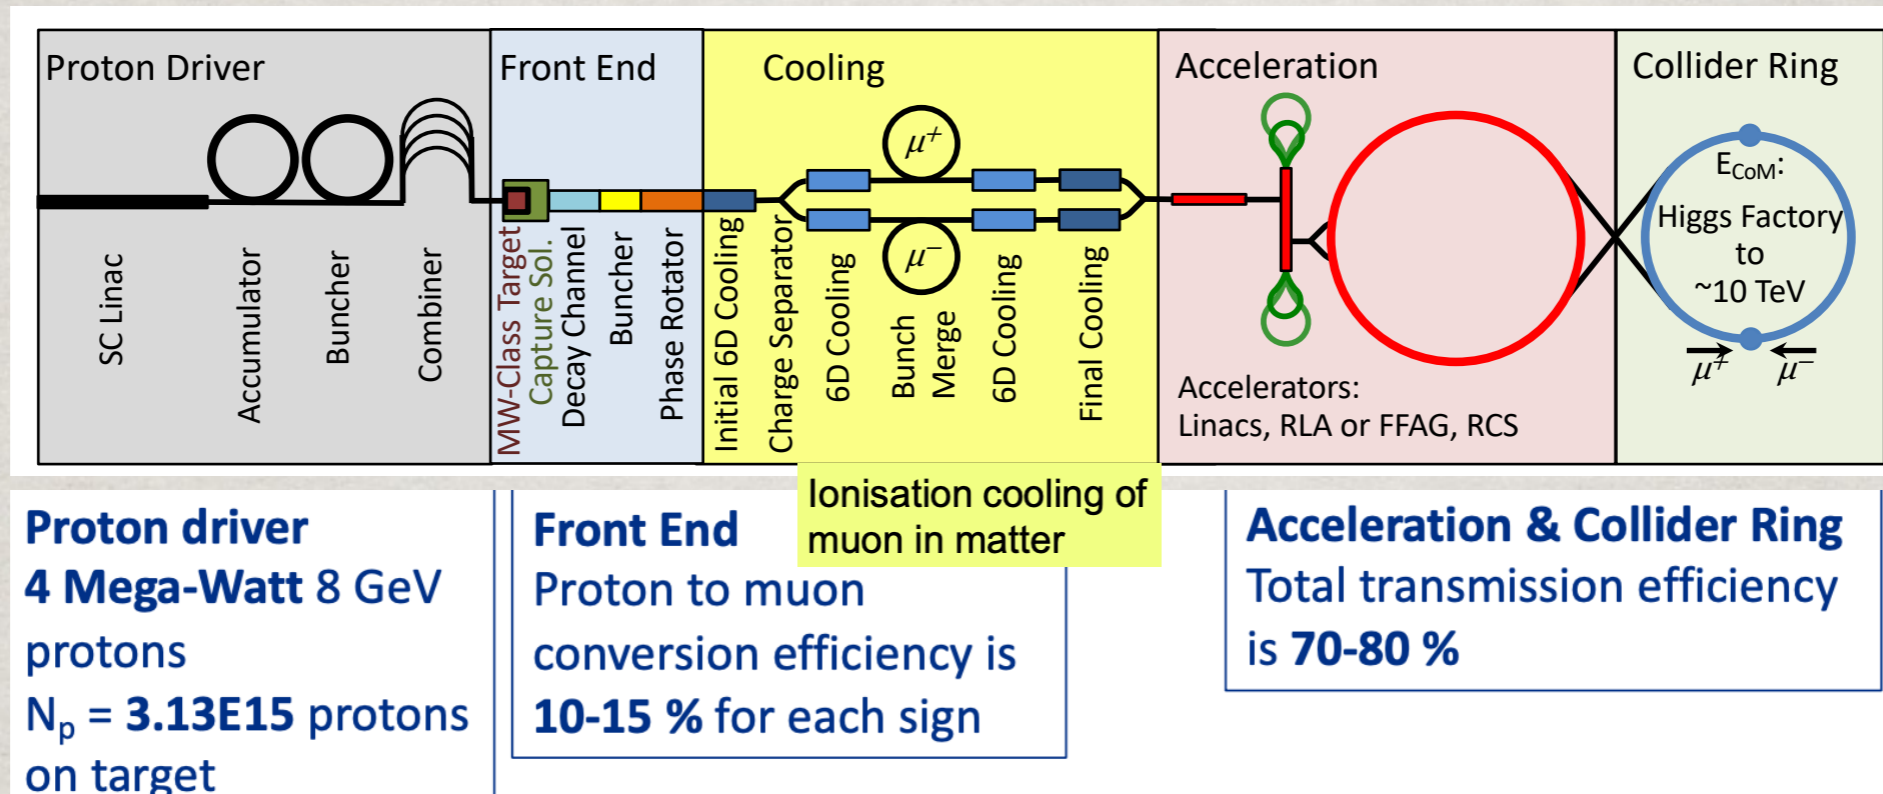 Proton Driver
Front End
Cooling
Acceleration
Collider Ring
SC Linac
Accumulator
Buncher
Combiner
MW-Class Target
Capture Sol.
Decay Channel
Buncher
Phase Rotator
Initial 6D Cooling
Charge Separator
6D Cooling
Bunch
Merge
6D Cooling
Final Cooling
μ+
μ−
Accelerators:
Linacs, RLA or FFAG, RCS
ECoM:
Higgs Factory
to
~10 TeV
μ+ μ−
Ionisation cooling of
muon in matter
Proton driver
4 Mega-Watt 8 GeV
protons
Np = 3.13E15 protons
on target
Front End
Proton to muon
conversion efficiency is
10-15 % for each sign
Acceleration & Collider Ring
Total transmission efficiency
is 70-80 %